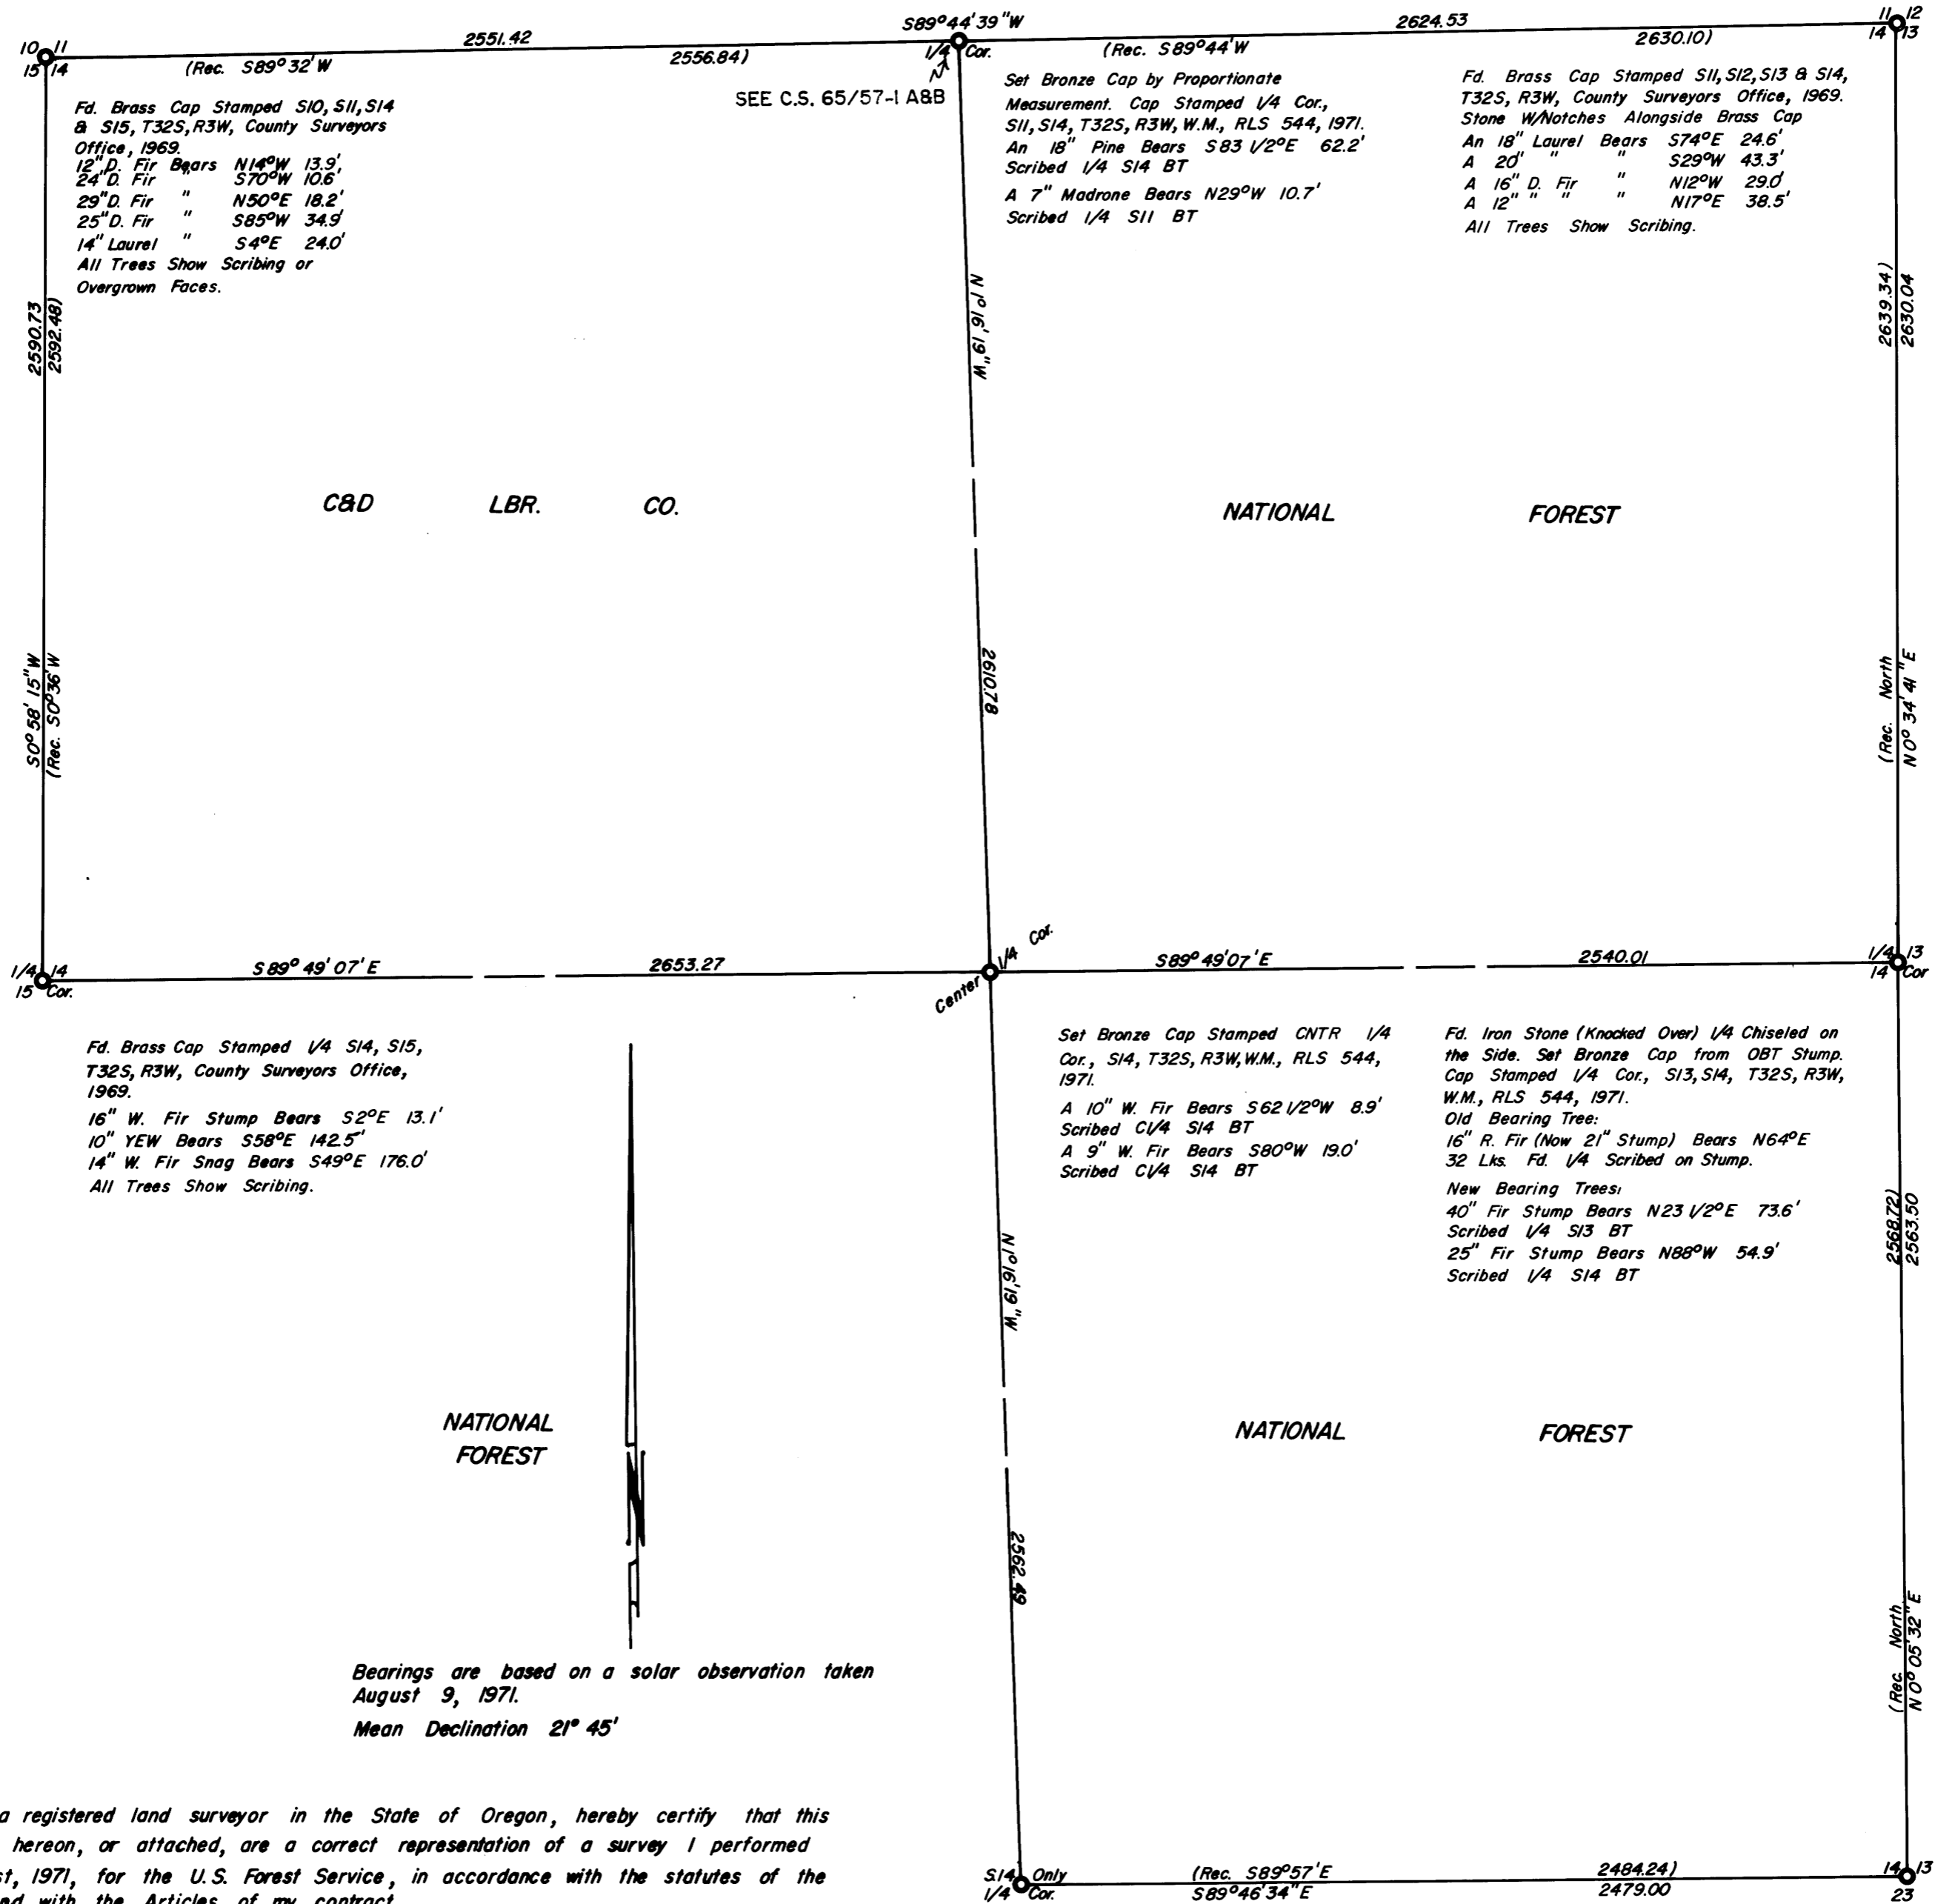 S89°44'39"W
10 11
15 14
2551.42
(Rec. S89°32'W
2556.84)
1/4 Cor.
2624.53
(Rec. S89°44'W
2630.10)
11 12
14 13
SEE C.S. 65/57-1 A&B
Fd. Brass Cap Stamped S10, S11, S14
& S15, T32S, R3W, County Surveyors
Office, 1969.
12" D. Fir Bears N14°W 13.9'
24" D. Fir " S70°W 10.6'
29" D. Fir " N50°E 18.2'
25" D. Fir " S85°W 34.9'
14" Laurel " S4°E 24.0'
All Trees Show Scribing or
Overgrown Faces.
Set Bronze Cap by Proportionate
Measurement. Cap Stamped 1/4 Cor.,
S11, S14, T32S, R3W, W.M., RLS 544, 1971.
An 18" Pine Bears S83 1/2°E 62.2'
Scribed 1/4 S14 BT
A 7" Madrone Bears N29°W 10.7'
Scribed 1/4 S11 BT
Fd. Brass Cap Stamped S11, S12, S13 & S14,
T32S, R3W, County Surveyors Office, 1969.
Stone W/Notches Alongside Brass Cap
An 18" Laurel Bears S74°E 24.6'
A 20" " " S29°W 43.3'
A 16" D. Fir " N12°W 29.0'
A 12" " " " N17°E 38.5'
All Trees Show Scribing.
2590.73
2592.48)
S0°58'15"W
(Rec. S0°36'W
N1°16'19"W
2610.78
2639.34)
2630.04
(Rec. North
N0°34'41"E
C&D LBR. CO.
NATIONAL FOREST
1/4 14
15 Cor.
S89°49'07'E
2653.27
Center 1/4 Cor.
S89°49'07'E
2540.01
1/4 13
14 Cor
Fd. Brass Cap Stamped 1/4 S14, S15,
T32S, R3W, County Surveyors Office,
1969.
16" W. Fir Stump Bears S2°E 13.1'
10" YEW Bears S58°E 142.5'
14" W. Fir Snag Bears S49°E 176.0'
All Trees Show Scribing.
Set Bronze Cap Stamped CNTR 1/4
Cor., S14, T32S, R3W, W.M., RLS 544,
1971.
A 10" W. Fir Bears S62 1/2°W 8.9'
Scribed C1/4 S14 BT
A 9" W. Fir Bears S80°W 19.0'
Scribed C1/4 S14 BT
Fd. Iron Stone (Knocked Over) 1/4 Chiseled on
the Side. Set Bronze Cap from OBT Stump.
Cap Stamped 1/4 Cor., S13, S14, T32S, R3W,
W.M., RLS 544, 1971.
Old Bearing Tree:
16" R. Fir (Now 21" Stump) Bears N64°E
32 Lks. Fd. 1/4 Scribed on Stump.
New Bearing Trees:
40" Fir Stump Bears N23 1/2°E 73.6'
Scribed 1/4 S13 BT
25" Fir Stump Bears N88°W 54.9'
Scribed 1/4 S14 BT
N1°16'19"W
2562.49
2568.72)
2563.50
(Rec. North
N0°05'32"E
NATIONAL
FOREST
N
NATIONAL FOREST
Bearings are based on a solar observation taken
August 9, 1971.
Mean Declination 21° 45'
a registered land surveyor in the State of Oregon, hereby certify that this
hereon, or attached, are a correct representation of a survey I performed
st, 1971, for the U.S. Forest Service, in accordance with the statutes of the
nd with the Articles of my contract
S.14 Only
1/4 Cor.
(Rec. S89°57'E
2484.24)
S89°46'34"E
2479.00
14 13
23